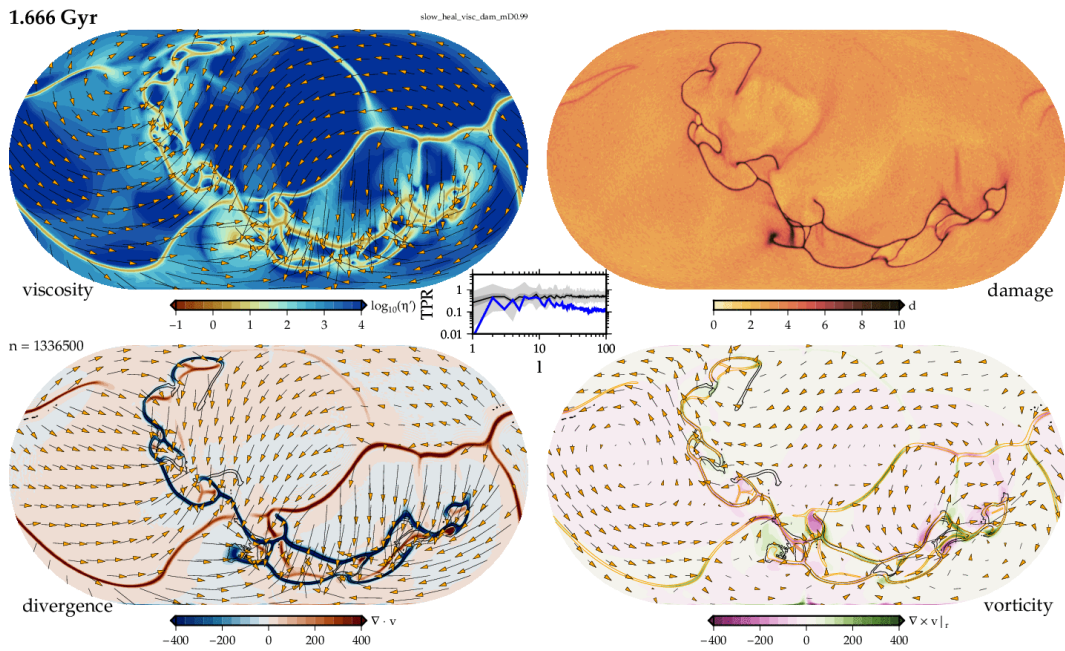 1.666 Gyr
slow_heal_visc_dam_mD0.99
viscosity
damage
log₁₀(η′)
−1 0 1 2 3 4
TPR
1
0.1
0.01
1 10 100
l
d
0 2 4 6 8 10
n = 1336500
divergence
vorticity
∇ · v
−400 −200 0 200 400
∇ × v|ᵣ
−400 −200 0 200 400